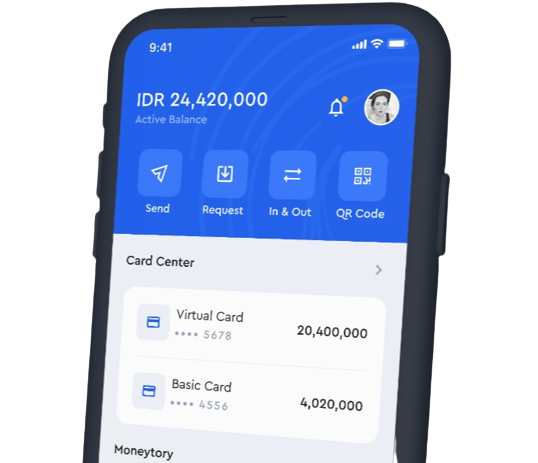 9:41
IDR 24,420,000
Active Balance
Send Request In & Out QR Code
Card Center
Virtual Card
•••• 5678
20,400,000
Basic Card
•••• 4556
4,020,000
Moneytory